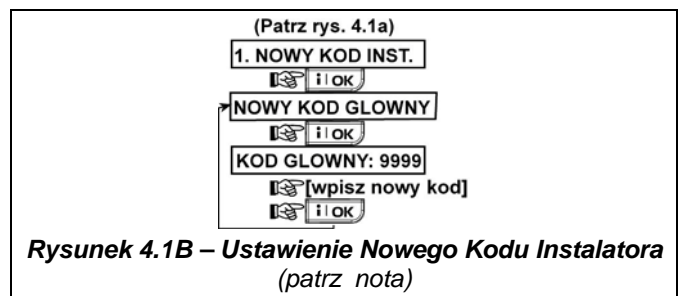 (Patrz rys. 4.1a)
1. NOWY KOD INST.
i | OK
NOWY KOD GLOWNY
i | OK
KOD GLOWNY: 9999
[wpisz nowy kod]
i | OK
Rysunek 4.1B – Ustawienie Nowego Kodu Instalatora
(patrz nota)